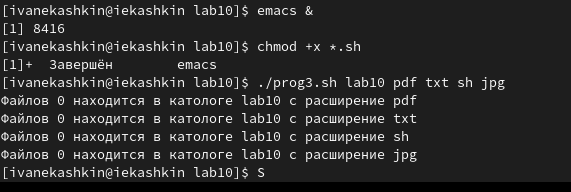 [ivanekashkin@iekashkin lab10]$ emacs &
[1] 8416
[ivanekashkin@iekashkin lab10]$ chmod +x *.sh
[1]+  Завершён        emacs
[ivanekashkin@iekashkin lab10]$ ./prog3.sh lab10 pdf txt sh jpg
Файлов 0 находится в катологе lab10 с расширение pdf
Файлов 0 находится в катологе lab10 с расширение txt
Файлов 0 находится в катологе lab10 с расширение sh
Файлов 0 находится в катологе lab10 с расширение jpg
[ivanekashkin@iekashkin lab10]$ S